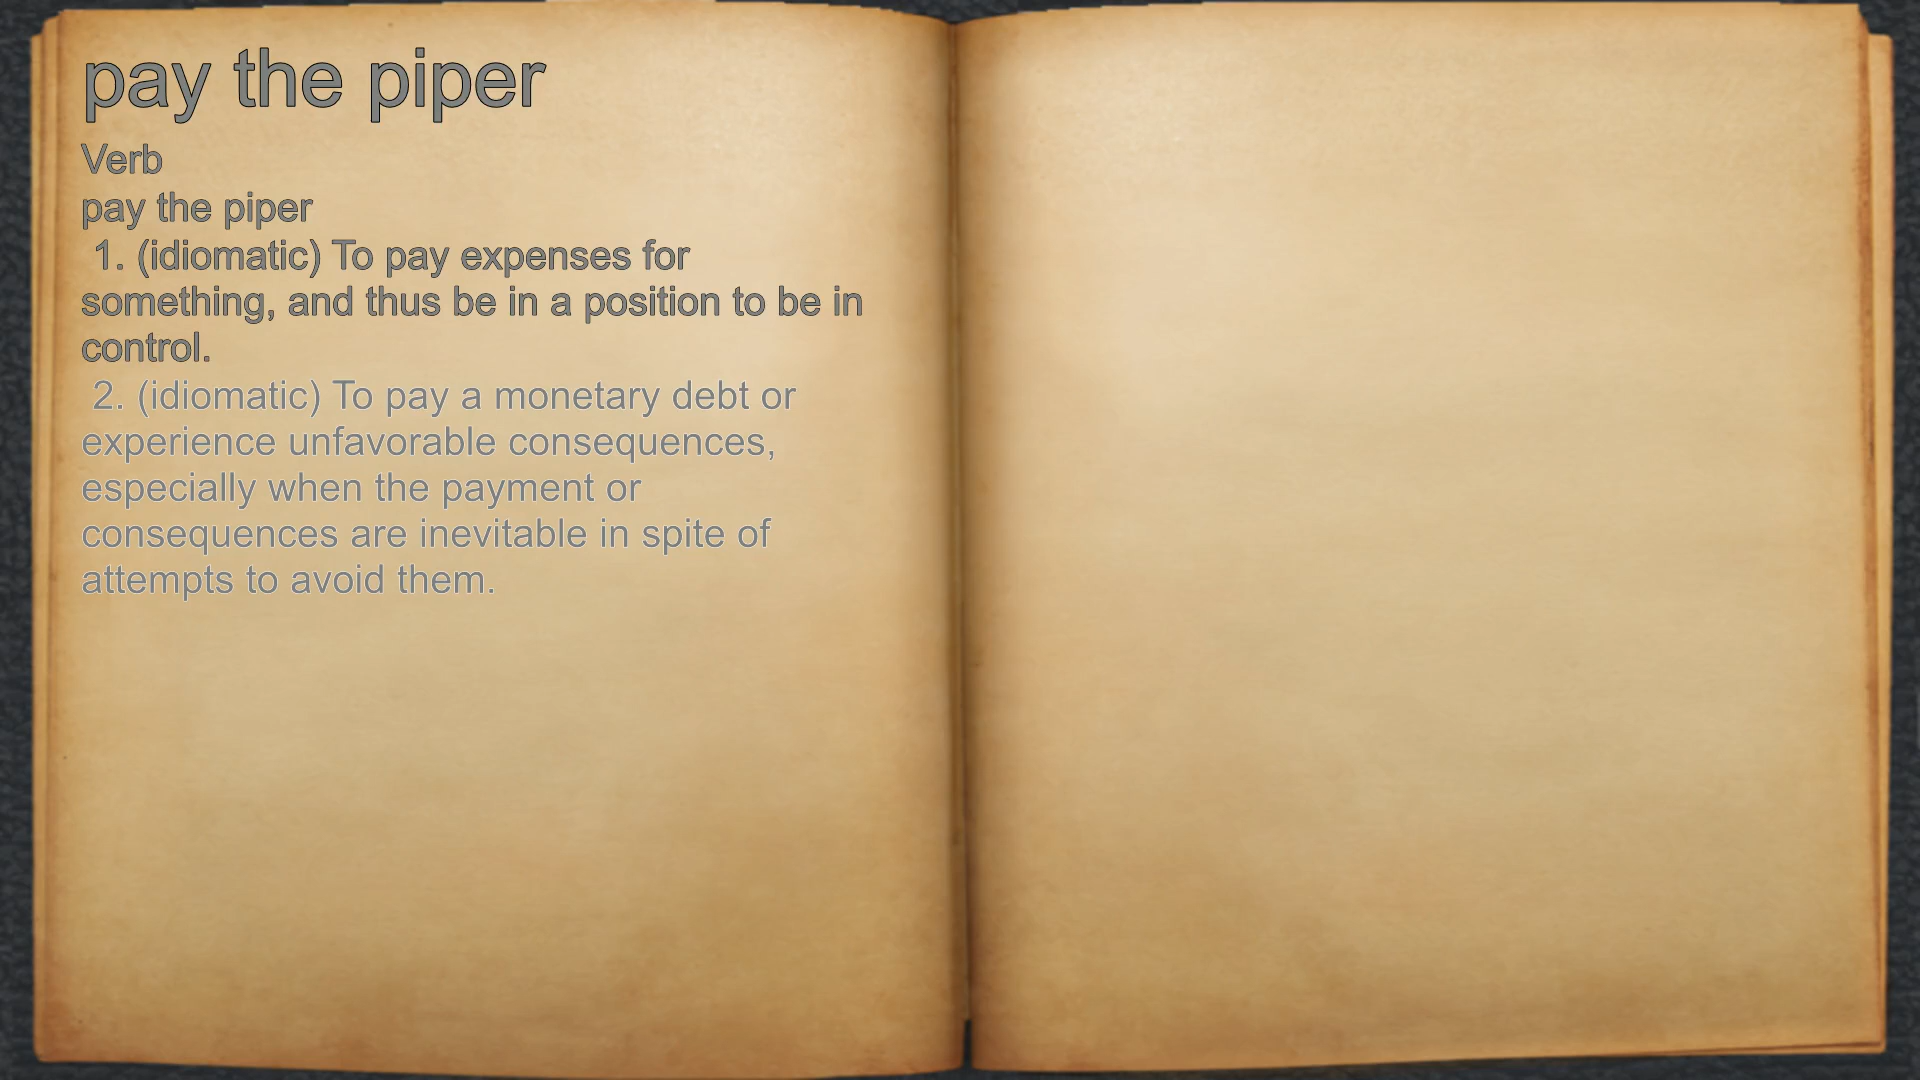 pay the piper
Verb
pay the piper
1. (idiomatic) To pay expenses for
something, and thus be in a position to be in
control.
2. (idiomatic) To pay a monetary debt or
experience unfavorable consequences,
especially when the payment or
consequences are inevitable in spite of
attempts to avoid them.